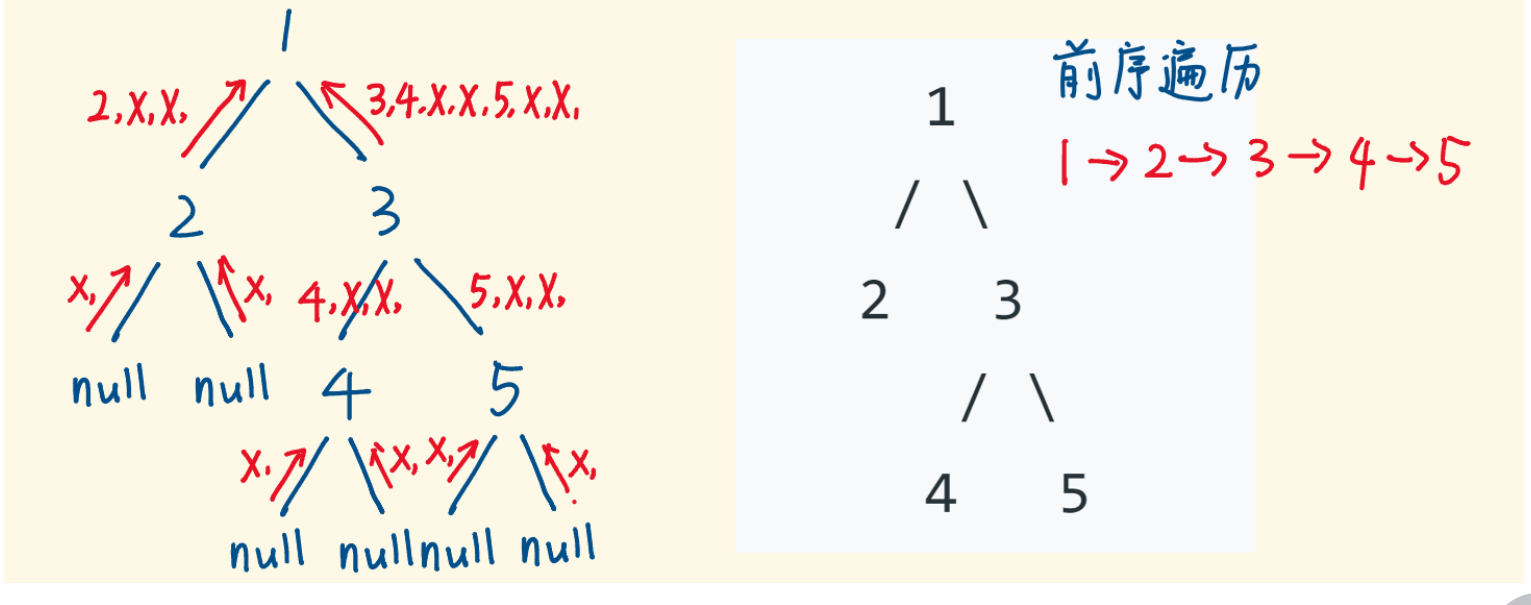 1
2,X,X, 3,4,X,X,5,X,X,
2 3
X, X, 4,X,X, 5,X,X,
null null 4 5
X, X, X, X,
null null null null
1
/ \
2 3
/ \
4 5
前序遍历
1→2→3→4→5